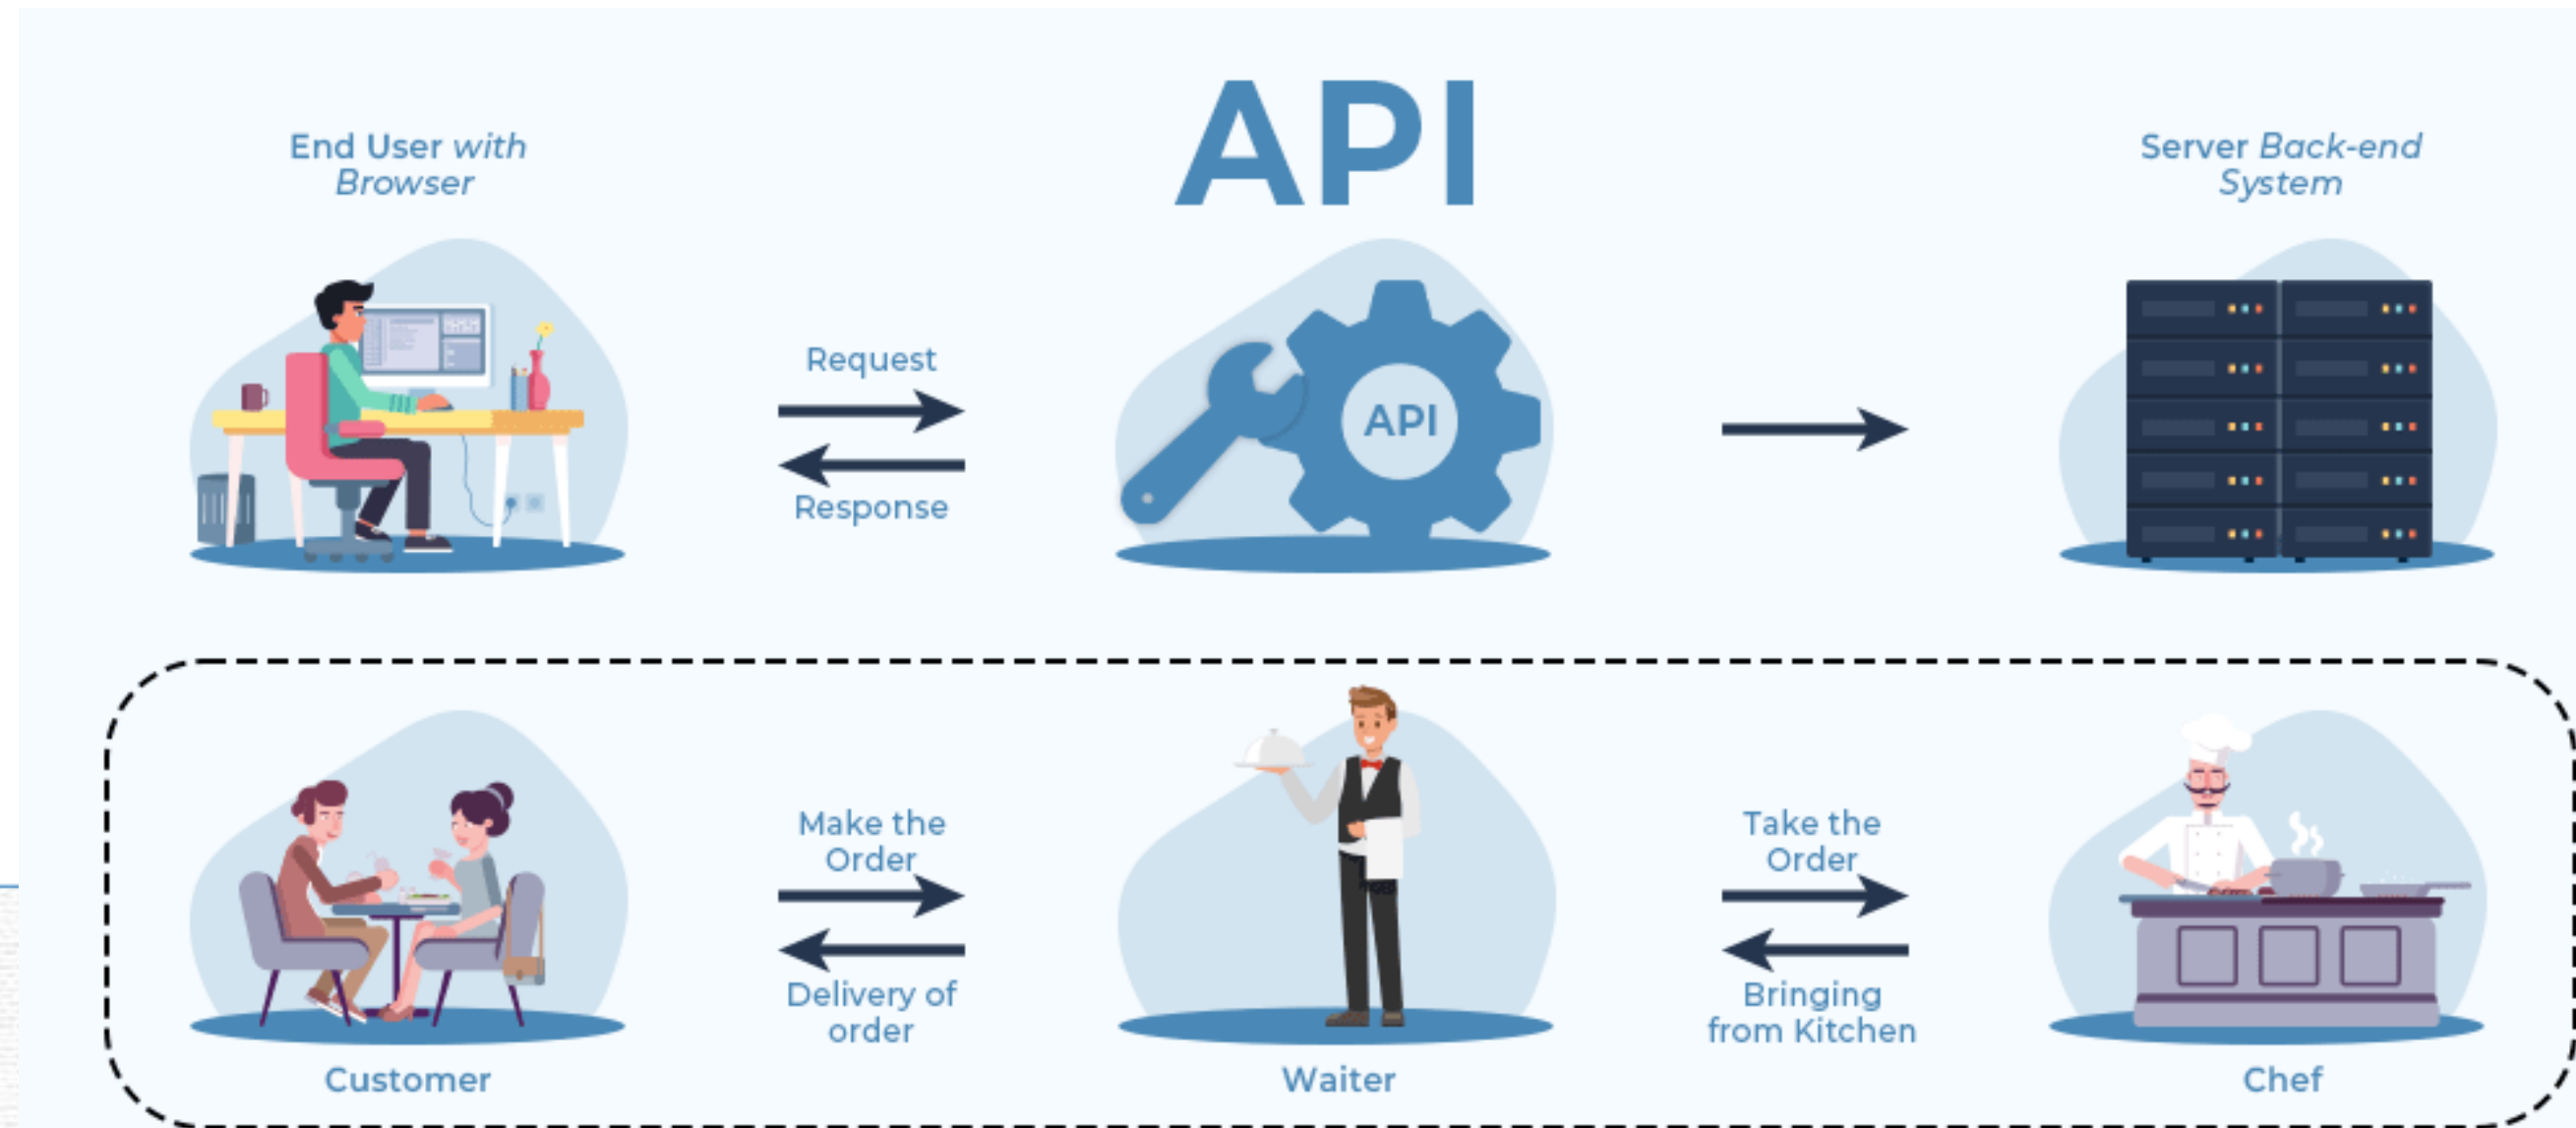 API
End User with
Browser
Server Back-end
System
Request
API
Response
Make the
Order
Take the
Order
Delivery of
order
Bringing
from Kitchen
Customer
Waiter
Chef